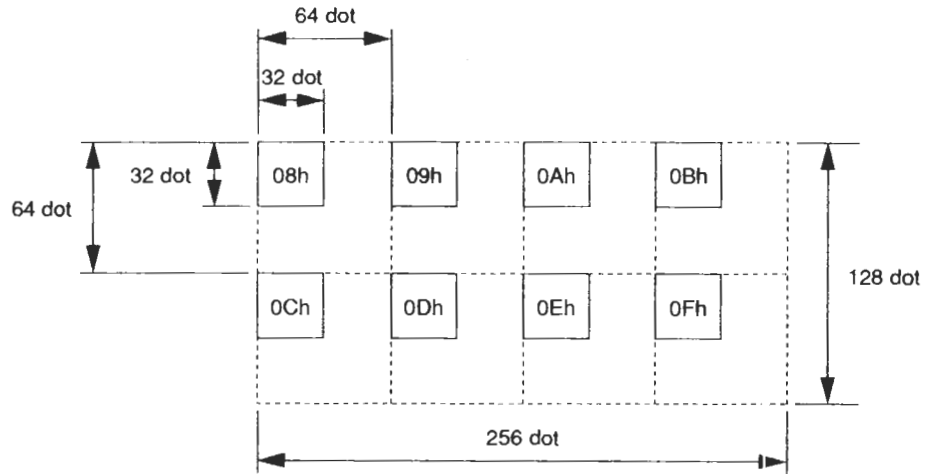 64 dot
32 dot
32 dot
64 dot
08h
09h
0Ah
0Bh
0Ch
0Dh
0Eh
0Fh
128 dot
256 dot